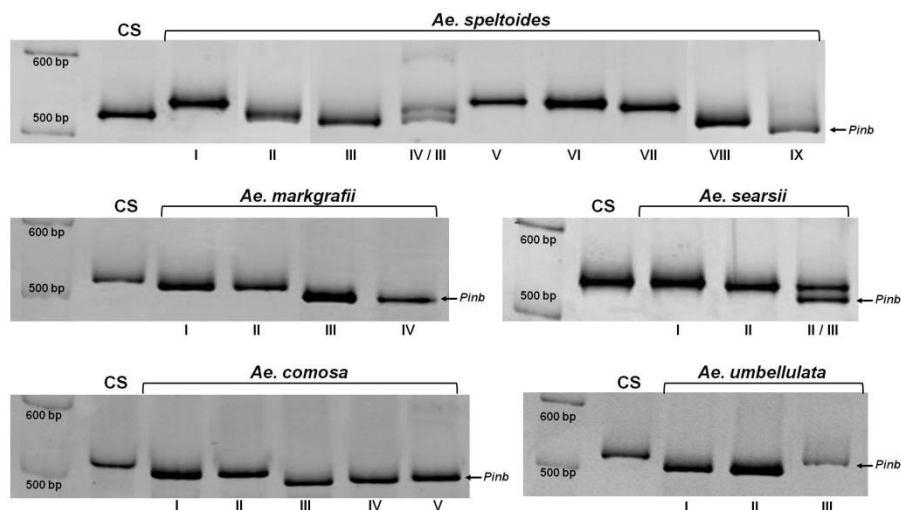 Ae. speltoides
CS
600 bp
500 bp
Pinb
I II III IV / III V VI VII VIII IX
Ae. markgrafii
CS
600 bp
500 bp
Pinb
I II III IV
Ae. searsii
CS
600 bp
500 bp
Pinb
I II II / III
Ae. comosa
CS
600 bp
500 bp
Pinb
I II III IV V
Ae. umbellulata
CS
600 bp
500 bp
Pinb
I II III